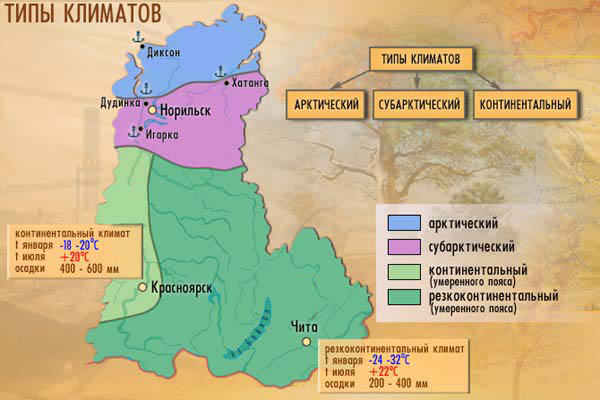 ТИПЫ КЛИМАТОВ
Диксон
Хатанга
Дудинка
Норильск
Игарка
ТИПЫ КЛИМАТОВ
АРКТИЧЕСКИЙ
СУБАРКТИЧЕСКИЙ
КОНТИНЕНТАЛЬНЫЙ
арктический
субарктический
континентальный
(умеренного пояса)
резкоконтинентальный
(умеренного пояса)
континентальный климат
t января -18 -20°С
t июля +20°С
осадки 400 - 600 мм
Красноярск
оз. Байкал
Чита
резкоконтинентальный климат
t января -24 -32°С
t июля +22°С
осадки 200 - 400 мм